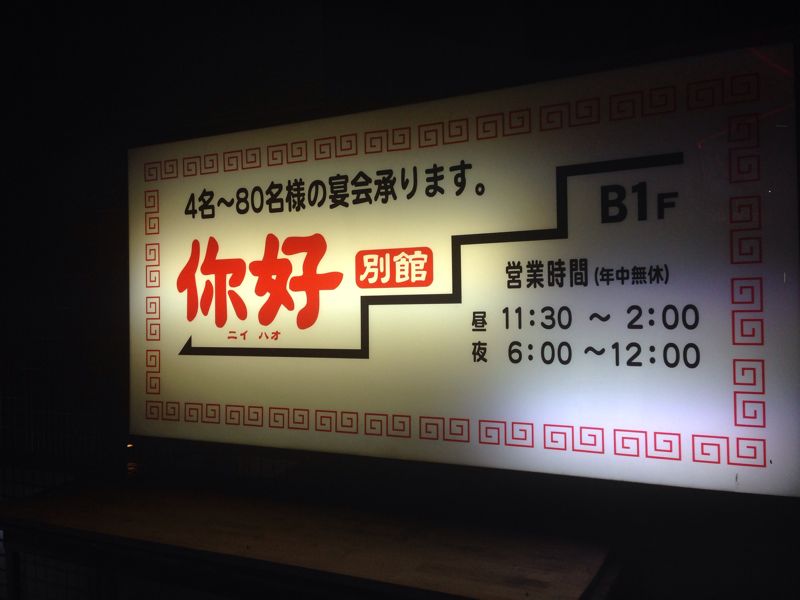 4名～80名様の宴会承ります。
你好 別館
ニイ ハオ
B1F
営業時間 (年中無休)
昼 11:30 ～ 2:00
夜 6:00 ～12:00